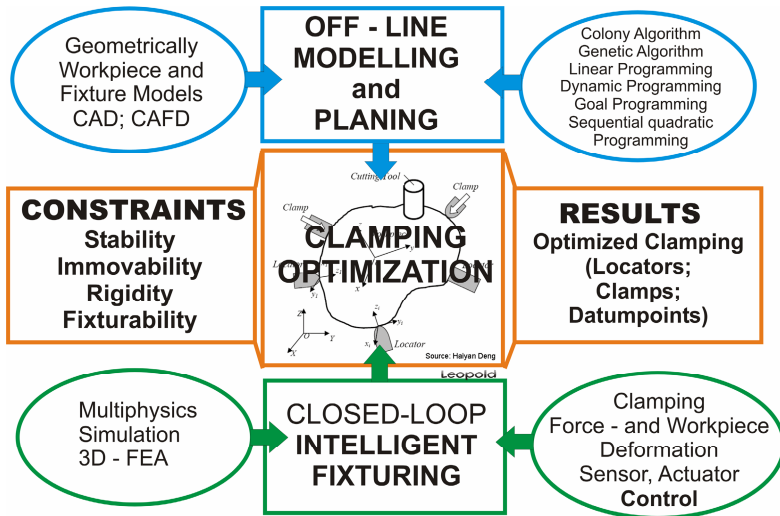 OFF - LINE
MODELLING
and
PLANING
Geometrically
Workpiece and
Fixture Models
CAD; CAFD
Colony Algorithm
Genetic Algorithm
Linear Programming
Dynamic Programming
Goal Programming
Sequential quadratic
Programming
CONSTRAINTS
Stability
Immovability
Rigidity
Fixturability
Cutting Tool
Clamp
Clamp
CLAMPING
OPTIMIZATION
Locator
Z
O
Y
X
Locator
Source: Haiyan Deng
Leopold
RESULTS
Optimized Clamping
(Locators;
Clamps;
Datumpoints)
Multiphysics
Simulation
3D - FEA
CLOSED-LOOP
INTELLIGENT
FIXTURING
Clamping
Force - and Workpiece
Deformation
Sensor, Actuator
Control